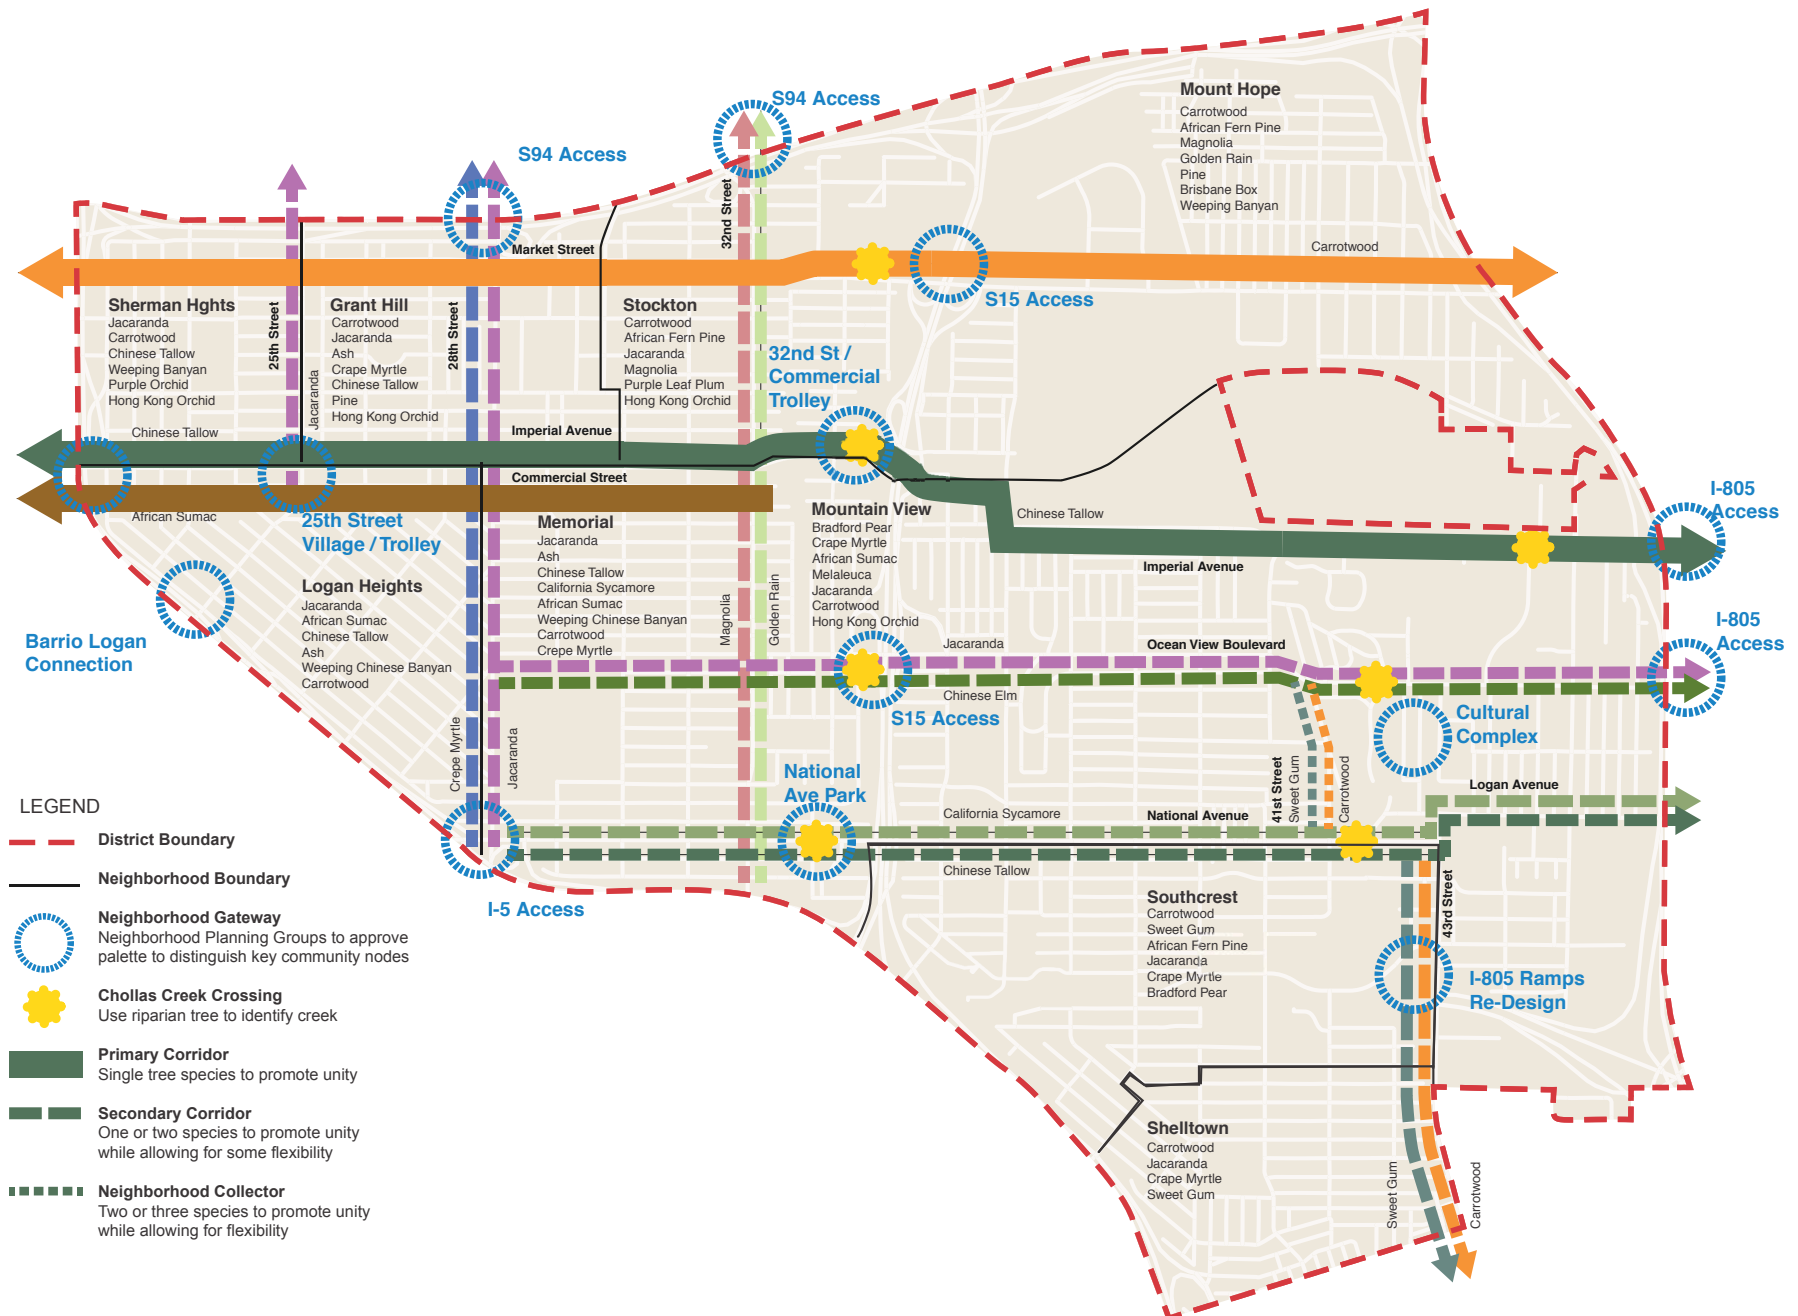 S94 Access
S94 Access
32nd Street
Mount Hope
Carrotwood
African Fern Pine
Magnolia
Golden Rain
Pine
Brisbane Box
Weeping Banyan
Market Street
Carrotwood
S15 Access
Sherman Hghts
Jacaranda
Carrotwood
Chinese Tallow
Weeping Banyan
Purple Orchid
Hong Kong Orchid
25th Street
Jacaranda
Grant Hill
Carrotwood
Jacaranda
Ash
Crape Myrtle
Chinese Tallow
Pine
Hong Kong Orchid
28th Street
Stockton
Carrotwood
African Fern Pine
Jacaranda
Magnolia
Purple Leaf Plum
Hong Kong Orchid
32nd St /
Commercial
Trolley
Chinese Tallow
Imperial Avenue
Commercial Street
African Sumac
25th Street
Village / Trolley
Logan Heights
Jacaranda
African Sumac
Chinese Tallow
Ash
Weeping Chinese Banyan
Carrotwood
Barrio Logan
Connection
Memorial
Jacaranda
Ash
Chinese Tallow
California Sycamore
African Sumac
Weeping Chinese Banyan
Carrotwood
Crepe Myrtle
Magnolia
Golden Rain
Mountain View
Bradford Pear
Crape Myrtle
African Sumac
Melaleuca
Jacaranda
Carrotwood
Hong Kong Orchid
Chinese Tallow
Imperial Avenue
I-805
Access
I-805
Access
Jacaranda
Ocean View Boulevard
Chinese Elm
S15 Access
Cultural
Complex
Crepe Myrtle
Jacaranda
National
Ave Park
California Sycamore
National Avenue
41st Street
Sweet Gum
Carrotwood
Logan Avenue
Chinese Tallow
I-5 Access
Southcrest
Carrotwood
Sweet Gum
African Fern Pine
Jacaranda
Crape Myrtle
Bradford Pear
43rd Street
I-805 Ramps
Re-Design
Shelltown
Carrotwood
Jacaranda
Crape Myrtle
Sweet Gum
Sweet Gum
Carrotwood
LEGEND
District Boundary
Neighborhood Boundary
Neighborhood Gateway
Neighborhood Planning Groups to approve
palette to distinguish key community nodes
Chollas Creek Crossing
Use riparian tree to identify creek
Primary Corridor
Single tree species to promote unity
Secondary Corridor
One or two species to promote unity
while allowing for some flexibility
Neighborhood Collector
Two or three species to promote unity
while allowing for flexibility